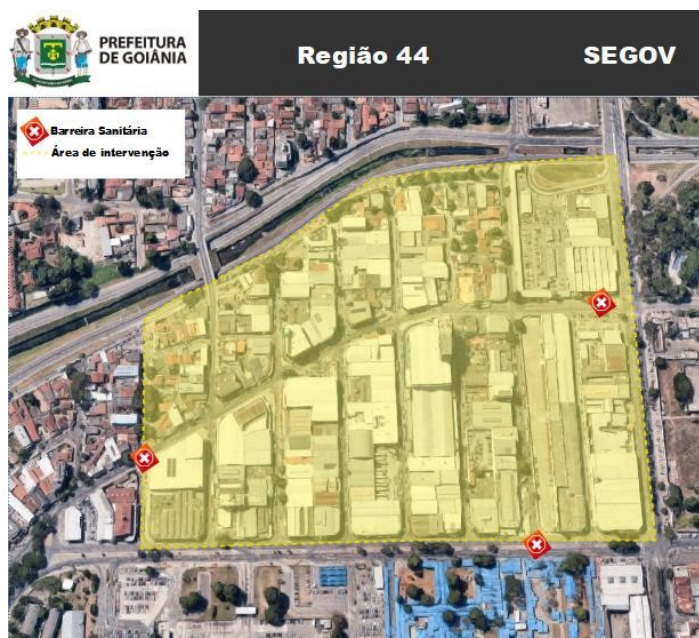 PREFEITURA
DE GOIÂNIA
Região 44
SEGOV
Barreira Sanitária
Área de intervenção